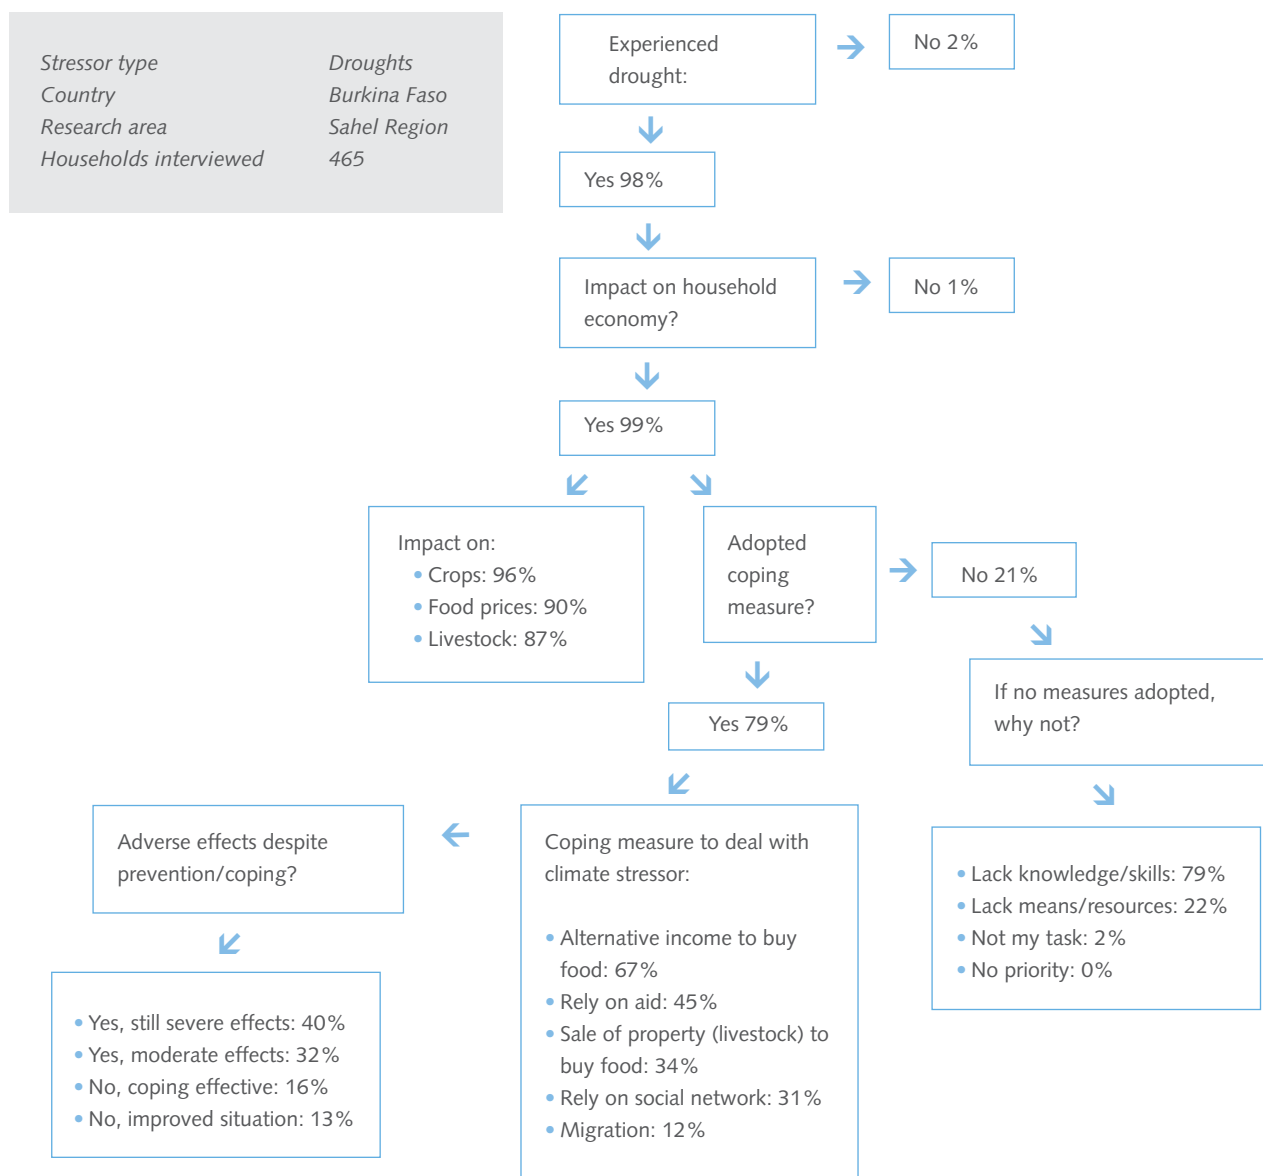 Stressor type Droughts
Country Burkina Faso
Research area Sahel Region
Households interviewed 465
Experienced
drought:
No 2%
Yes 98%
Impact on household
economy?
No 1%
Yes 99%
Impact on:
• Crops: 96%
• Food prices: 90%
• Livestock: 87%
Adopted
coping
measure?
No 21%
Yes 79%
If no measures adopted,
why not?
• Lack knowledge/skills: 79%
• Lack means/resources: 22%
• Not my task: 2%
• No priority: 0%
Coping measure to deal with
climate stressor:
• Alternative income to buy
food: 67%
• Rely on aid: 45%
• Sale of property (livestock) to
buy food: 34%
• Rely on social network: 31%
• Migration: 12%
Adverse effects despite
prevention/coping?
• Yes, still severe effects: 40%
• Yes, moderate effects: 32%
• No, coping effective: 16%
• No, improved situation: 13%